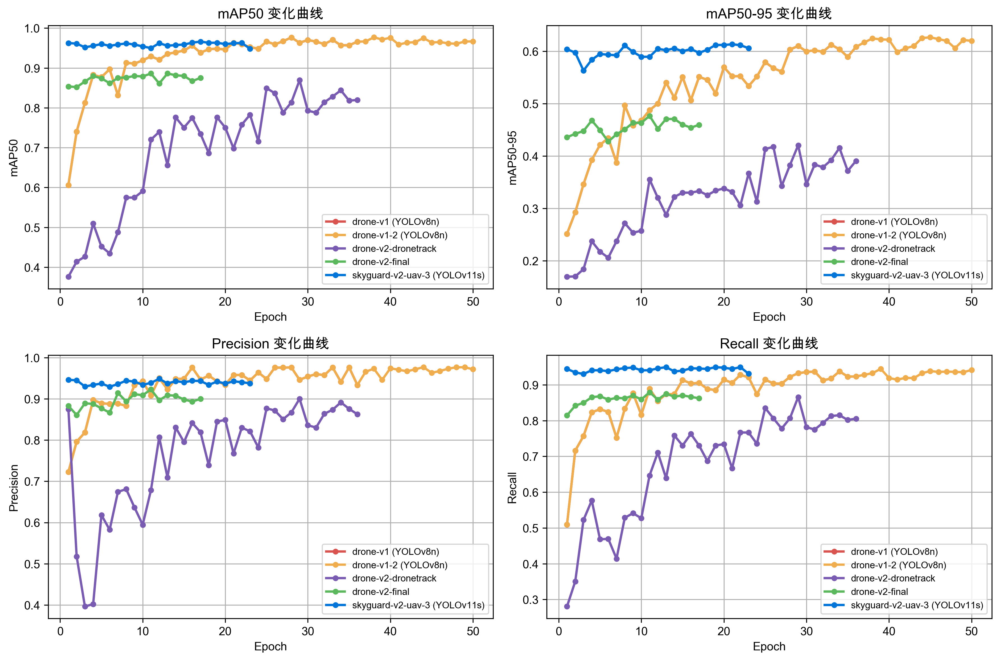 mAP50 变化曲线
1.0
0.9
0.8
0.7
0.6
0.5
0.4
mAP50
drone-v1 (YOLOv8n)
drone-v1-2 (YOLOv8n)
drone-v2-dronetrack
drone-v2-final
skyguard-v2-uav-3 (YOLOv11s)
0 10 20 30 40 50
Epoch
mAP50-95 变化曲线
0.6
0.5
0.4
0.3
0.2
mAP50-95
drone-v1 (YOLOv8n)
drone-v1-2 (YOLOv8n)
drone-v2-dronetrack
drone-v2-final
skyguard-v2-uav-3 (YOLOv11s)
0 10 20 30 40 50
Epoch
Precision 变化曲线
1.0
0.9
0.8
0.7
0.6
0.5
0.4
Precision
drone-v1 (YOLOv8n)
drone-v1-2 (YOLOv8n)
drone-v2-dronetrack
drone-v2-final
skyguard-v2-uav-3 (YOLOv11s)
0 10 20 30 40 50
Epoch
Recall 变化曲线
0.9
0.8
0.7
0.6
0.5
0.4
0.3
Recall
drone-v1 (YOLOv8n)
drone-v1-2 (YOLOv8n)
drone-v2-dronetrack
drone-v2-final
skyguard-v2-uav-3 (YOLOv11s)
0 10 20 30 40 50
Epoch